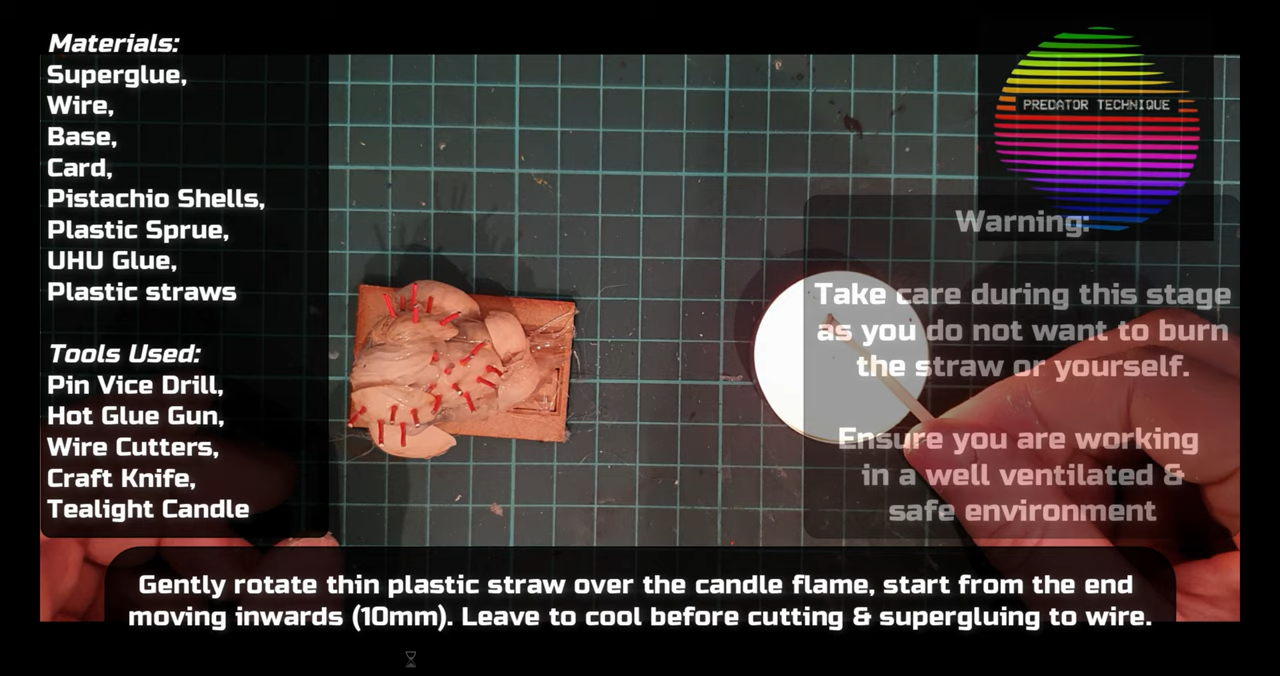 Materials:
Superglue,
Wire,
Base,
Card,
Pistachio Shells,
Plastic Sprue,
UHU Glue,
Plastic straws
Tools Used:
Pin Vice Drill,
Hot Glue Gun,
Wire Cutters,
Craft Knife,
Tealight Candle
PREDATOR TECHNIQUE
Warning:
Take care during this stage
as you do not want to burn
the straw or yourself.
Ensure you are working
in a well ventilated &
safe environment
Gently rotate thin plastic straw over the candle flame, start from the end
moving inwards (10mm). Leave to cool before cutting & supergluing to wire.